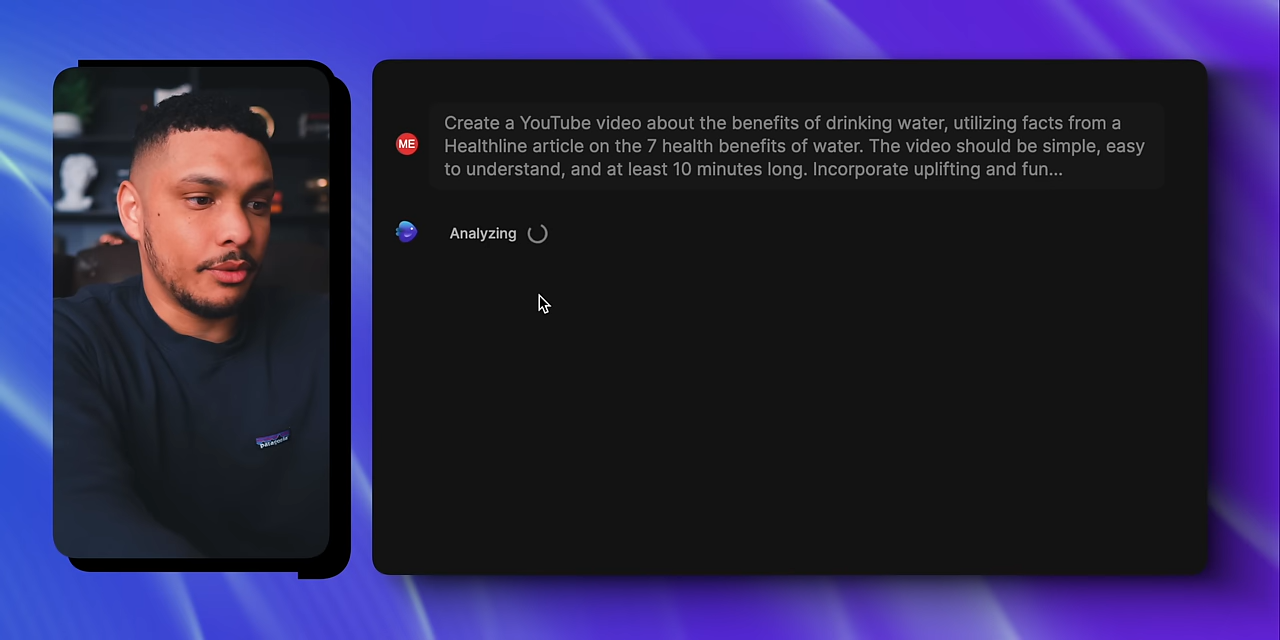 ME
Create a YouTube video about the benefits of drinking water, utilizing facts from a
Healthline article on the 7 health benefits of water. The video should be simple, easy
to understand, and at least 10 minutes long. Incorporate uplifting and fun...
Analyzing
patagonia